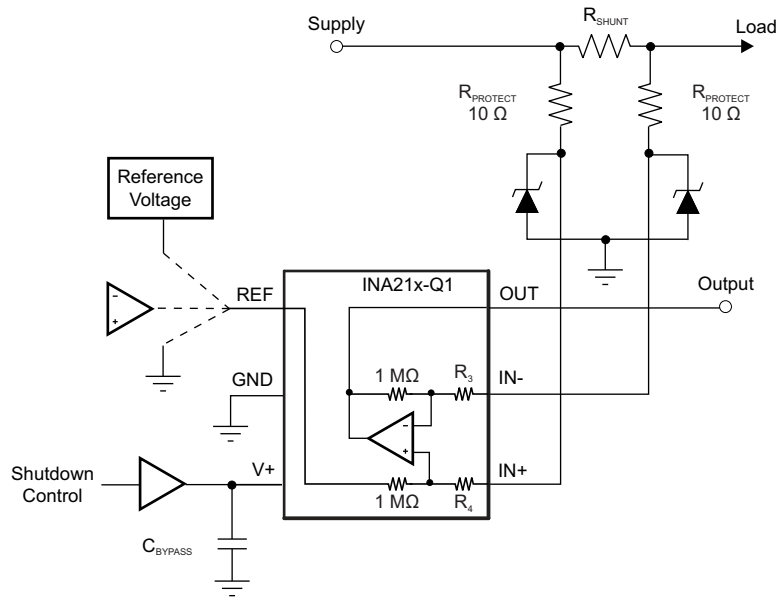 R_SHUNT
Supply
Load
R_PROTECT
10 Ω
R_PROTECT
10 Ω
Reference
Voltage
INA21x-Q1
REF
OUT
Output
-
+
GND
1 MΩ
R_3
IN-
-
+
Shutdown
Control
V+
1 MΩ
R_4
IN+
C_BYPASS